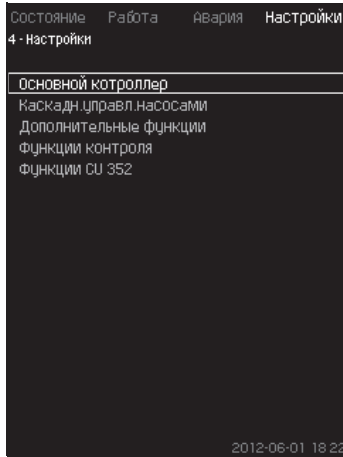 Состояние Работа Авария Настройки
4 - Настройки
Основной котроллер
Каскадн.управл.насосами
Дополнительные функции
Функции контроля
Функции CU 352
2012-06-01 18:22